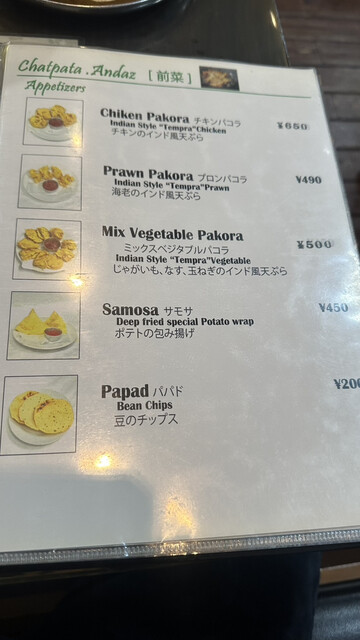 Chatpata . Andaz [前菜]
Appetizers
Chiken Pakora チキンパコラ ¥650
Indian Style "Tempra"Chicken
チキンのインド風天ぷら
Prawn Pakora プロンパコラ ¥490
Indian Style "Tempra"Prawn
海老のインド風天ぷら
Mix Vegetable Pakora
ミックスベジタブルパコラ ¥500
Indian Style "Tempra"Vegetable
じゃがいも、なす、玉ねぎのインド風天ぷら
Samosa サモサ ¥450
Deep fried special Potato wrap
ポテトの包み揚げ
Papad パパド ¥200
Bean Chips
豆のチップス